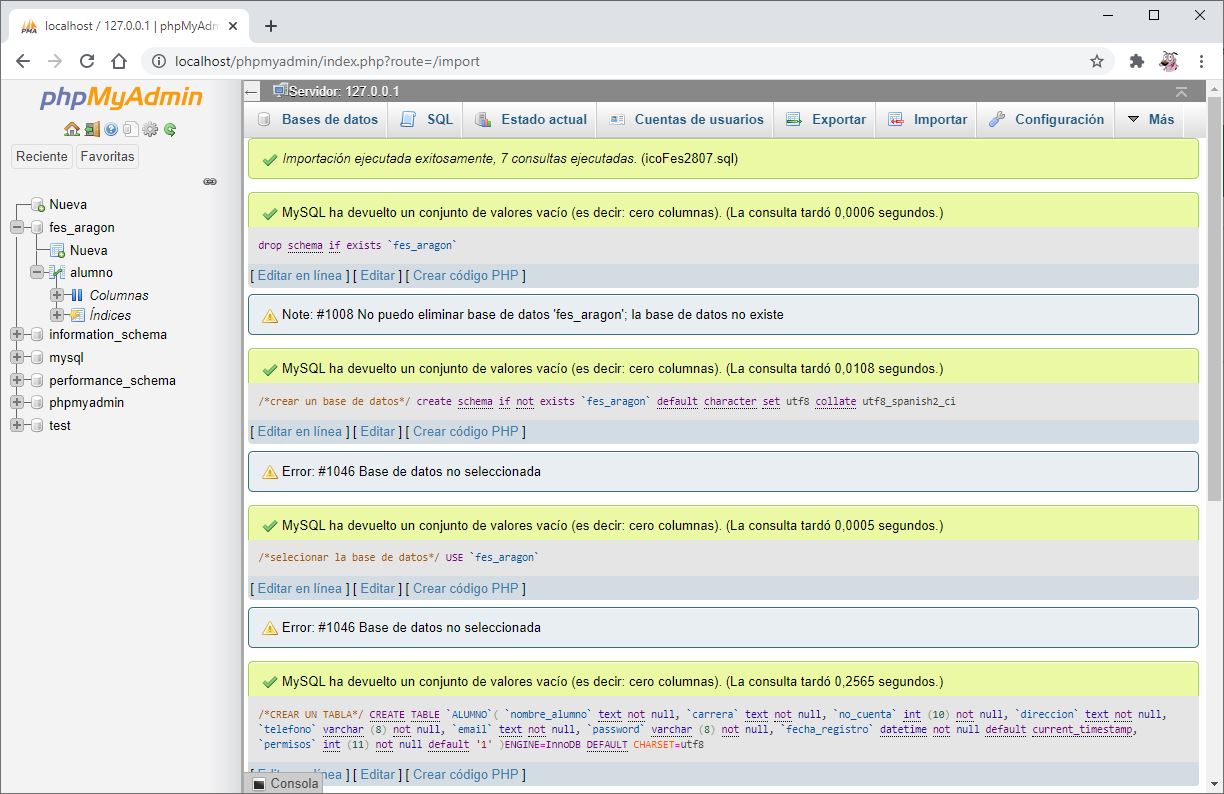 localhost / 127.0.0.1 | phpMyAdm
localhost/phpmyadmin/index.php?route=/import
phpMyAdmin
Reciente Favoritas
Nueva
fes_aragon
Nueva
alumno
Columnas
Índices
information_schema
mysql
performance_schema
phpmyadmin
test
Servidor: 127.0.0.1
Bases de datos SQL Estado actual Cuentas de usuarios Exportar Importar Configuración Más
Importación ejecutada exitosamente, 7 consultas ejecutadas. (icoFes2807.sql)
MySQL ha devuelto un conjunto de valores vacío (es decir: cero columnas). (La consulta tardó 0,0006 segundos.)
drop schema if exists `fes_aragon`
[ Editar en línea ] [ Editar ] [ Crear código PHP ]
Note: #1008 No puedo eliminar base de datos 'fes_aragon'; la base de datos no existe
MySQL ha devuelto un conjunto de valores vacío (es decir: cero columnas). (La consulta tardó 0,0108 segundos.)
/*crear un base de datos*/ create schema if not exists `fes_aragon` default character set utf8 collate utf8_spanish2_ci
[ Editar en línea ] [ Editar ] [ Crear código PHP ]
Error: #1046 Base de datos no seleccionada
MySQL ha devuelto un conjunto de valores vacío (es decir: cero columnas). (La consulta tardó 0,0005 segundos.)
/*selecionar la base de datos*/ USE `fes_aragon`
[ Editar en línea ] [ Editar ] [ Crear código PHP ]
Error: #1046 Base de datos no seleccionada
MySQL ha devuelto un conjunto de valores vacío (es decir: cero columnas). (La consulta tardó 0,2565 segundos.)
/*CREAR UN TABLA*/ CREATE TABLE `ALUMNO`( `nombre_alumno` text not null, `carrera` text not null, `no_cuenta` int (10) not null, `direccion` text not null,
`telefono` varchar (8) not null, `email` text not null, `password` varchar (8) not null, `fecha_registro` datetime not null default current_timestamp,
`permisos` int (11) not null default '1' )ENGINE=InnoDB DEFAULT CHARSET=utf8
[ E nea ] [ Editar ] [ Crear código PHP ]
Consola